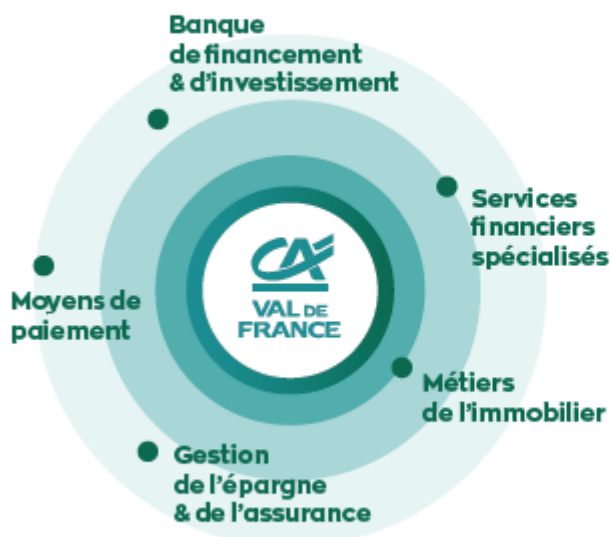 Banque
de financement
& d'investissement
Services
financiers
spécialisés
CA
VAL DE
FRANCE
Moyens de
paiement
Métiers
de l'immobilier
Gestion
de l'épargne
& de l'assurance